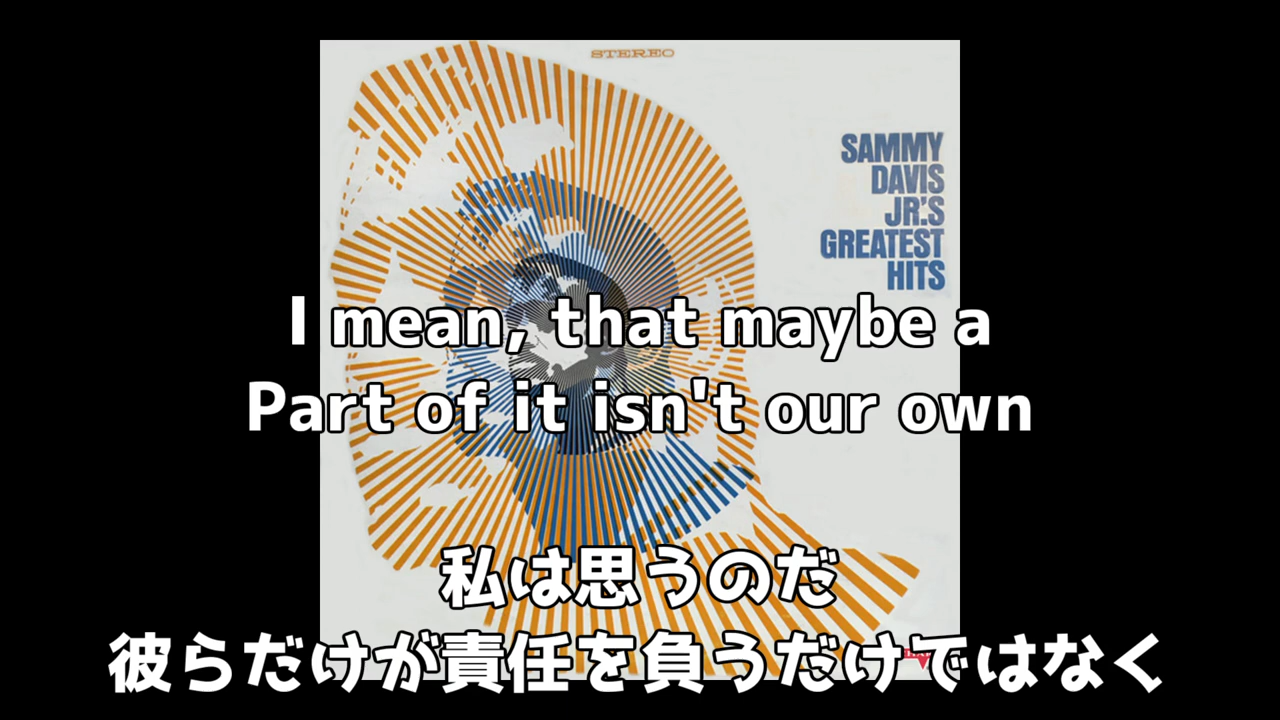 STEREO
SAMMY
DAVIS
JR.'S
GREATEST
HITS
I mean, that maybe a
Part of it isn't our own
私は思うのだ
彼らだけが責任を負うだけではなく